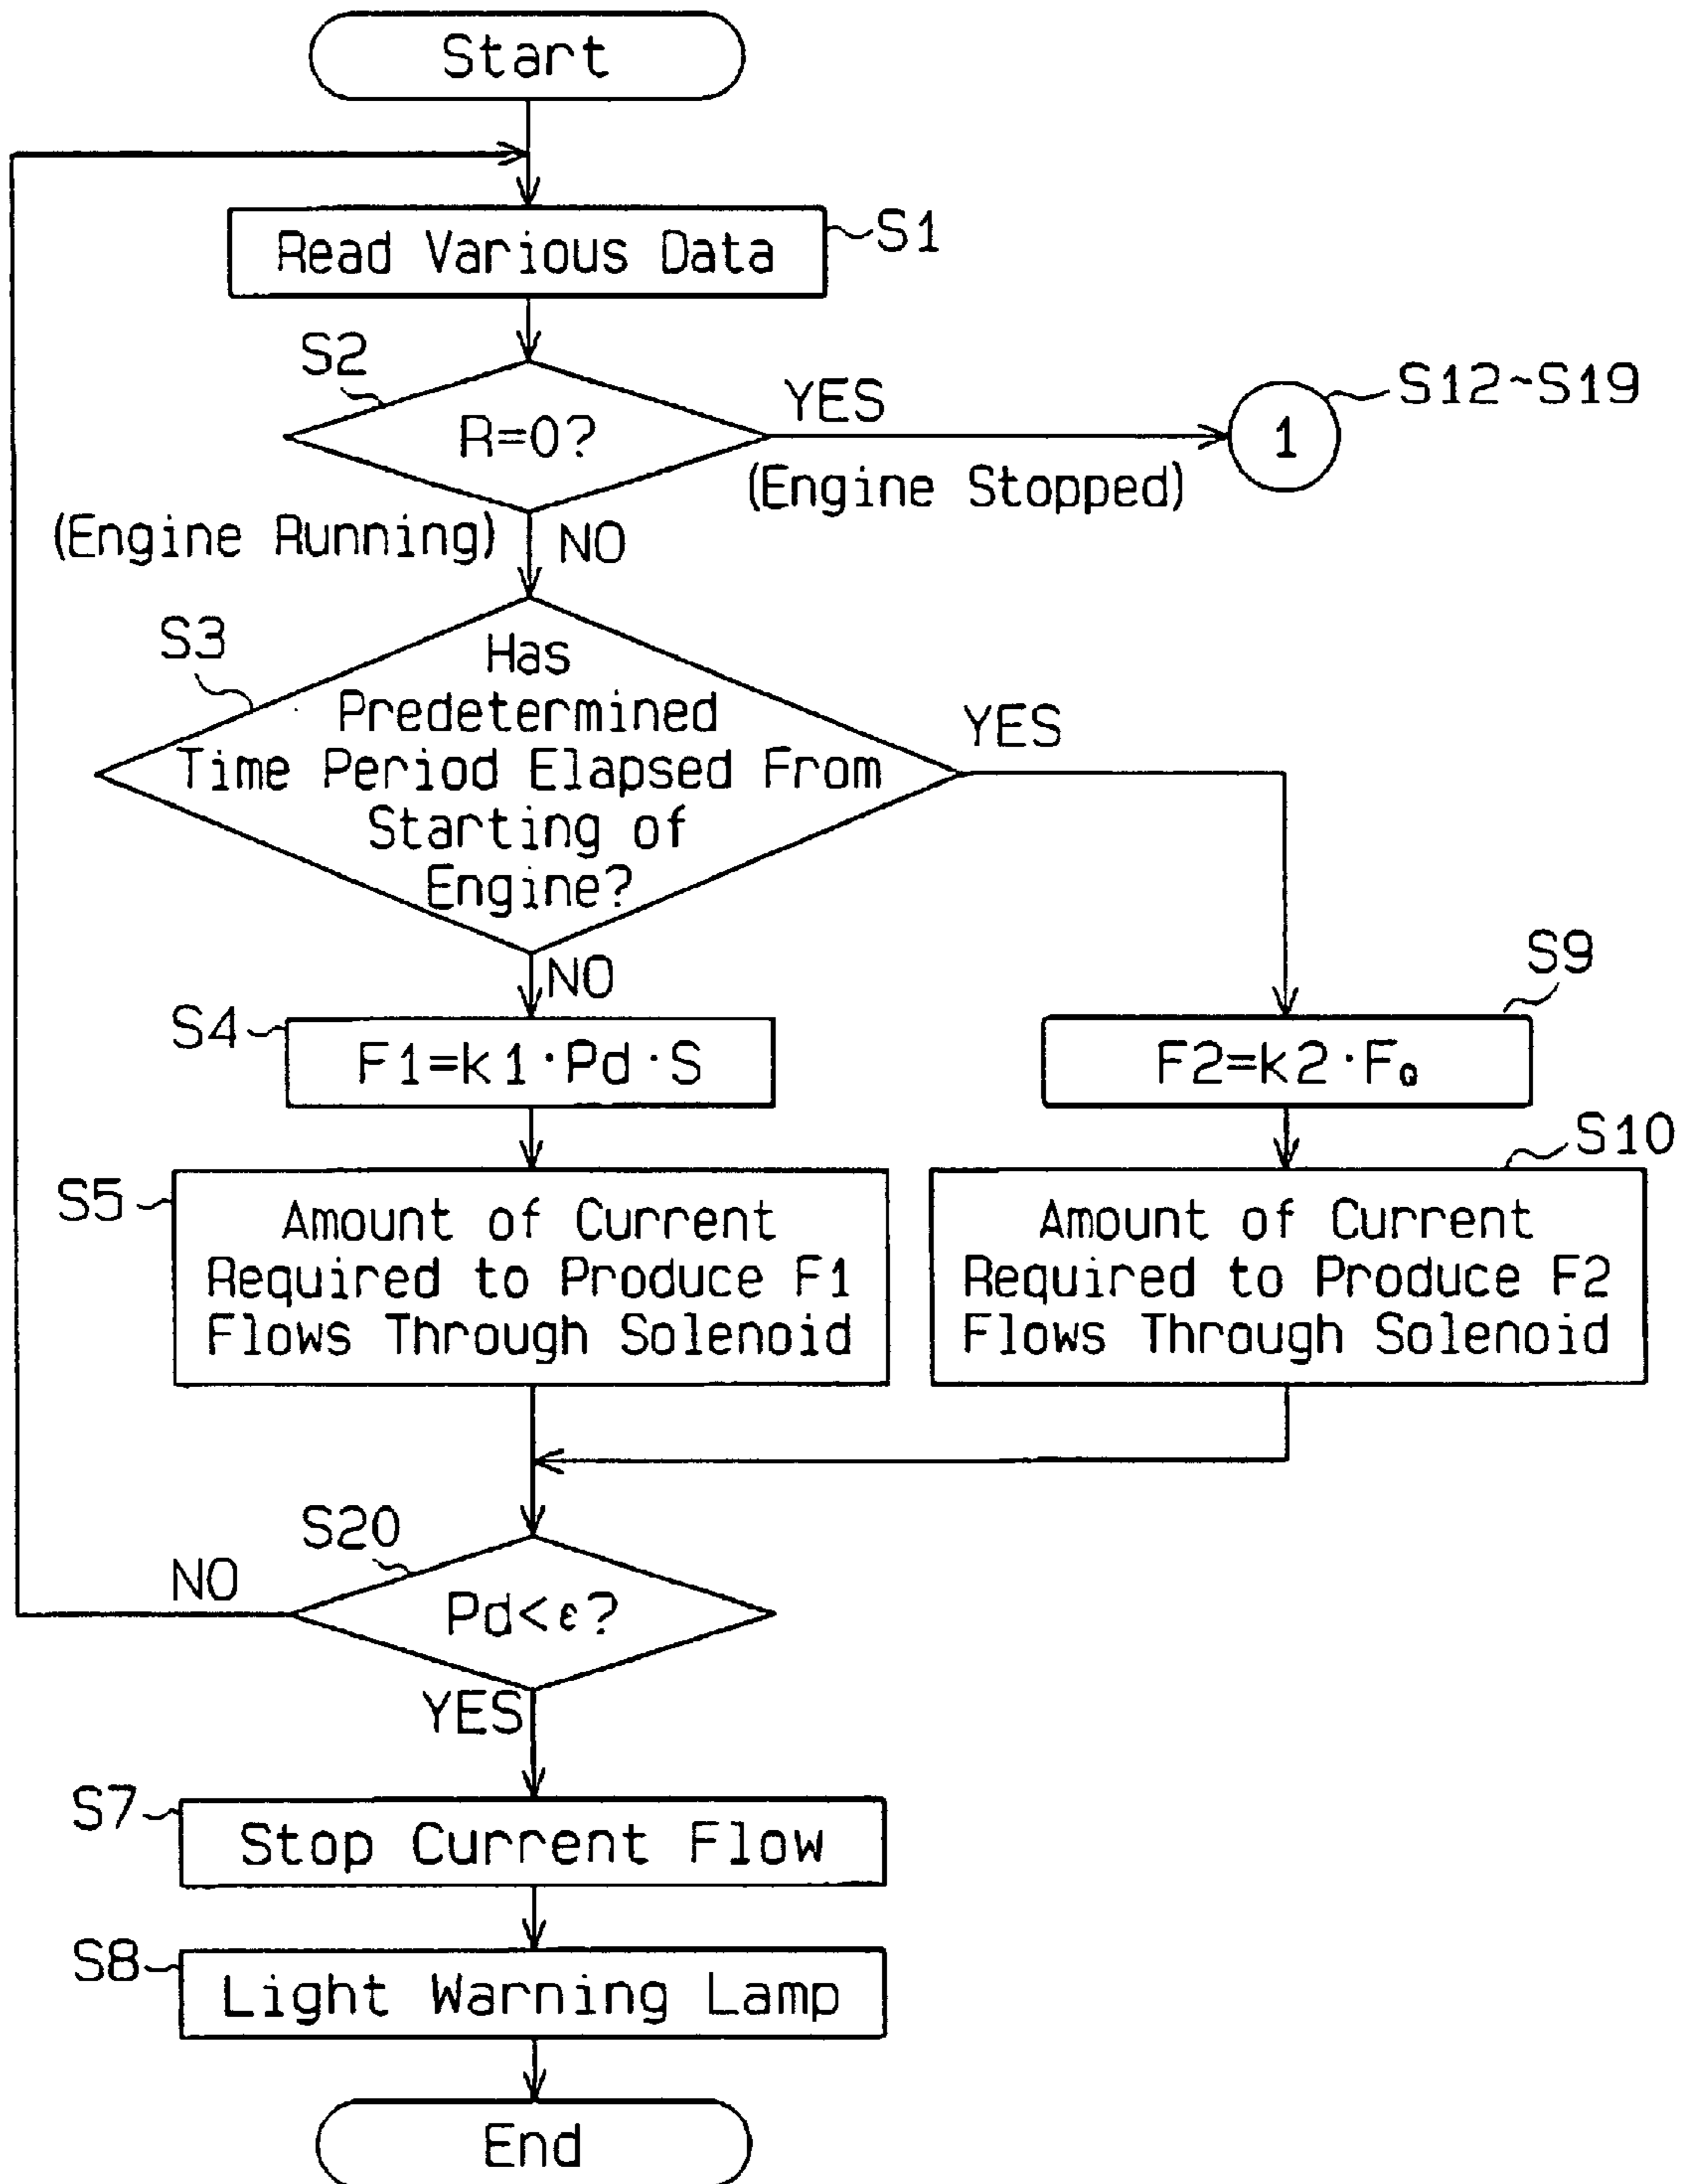 Start
Read Various Data
S1
S2
R=0?
YES
(Engine Stopped)
1
S12~S19
(Engine Running)
NO
S3
Has
Predetermined
Time Period Elapsed From
Starting of
Engine?
YES
NO
S4
F1=k1·Pd·S
S9
F2=k2·F₀
S5
Amount of Current
Required to Produce F1
Flows Through Solenoid
S10
Amount of Current
Required to Produce F2
Flows Through Solenoid
S20
NO
Pd<ε?
YES
S7
Stop Current Flow
S8
Light Warning Lamp
End